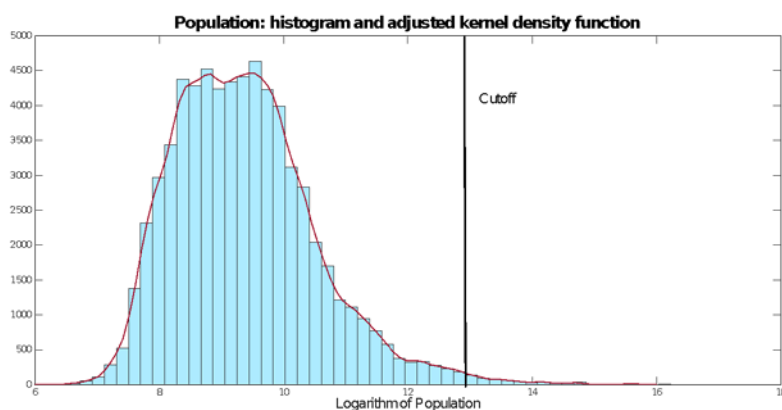 Population: histogram and adjusted kernel density function
5000
4500
4000
3500
3000
2500
2000
1500
1000
500
0
Cutoff
6 8 10 12 14 16 18
Logarithm of Population